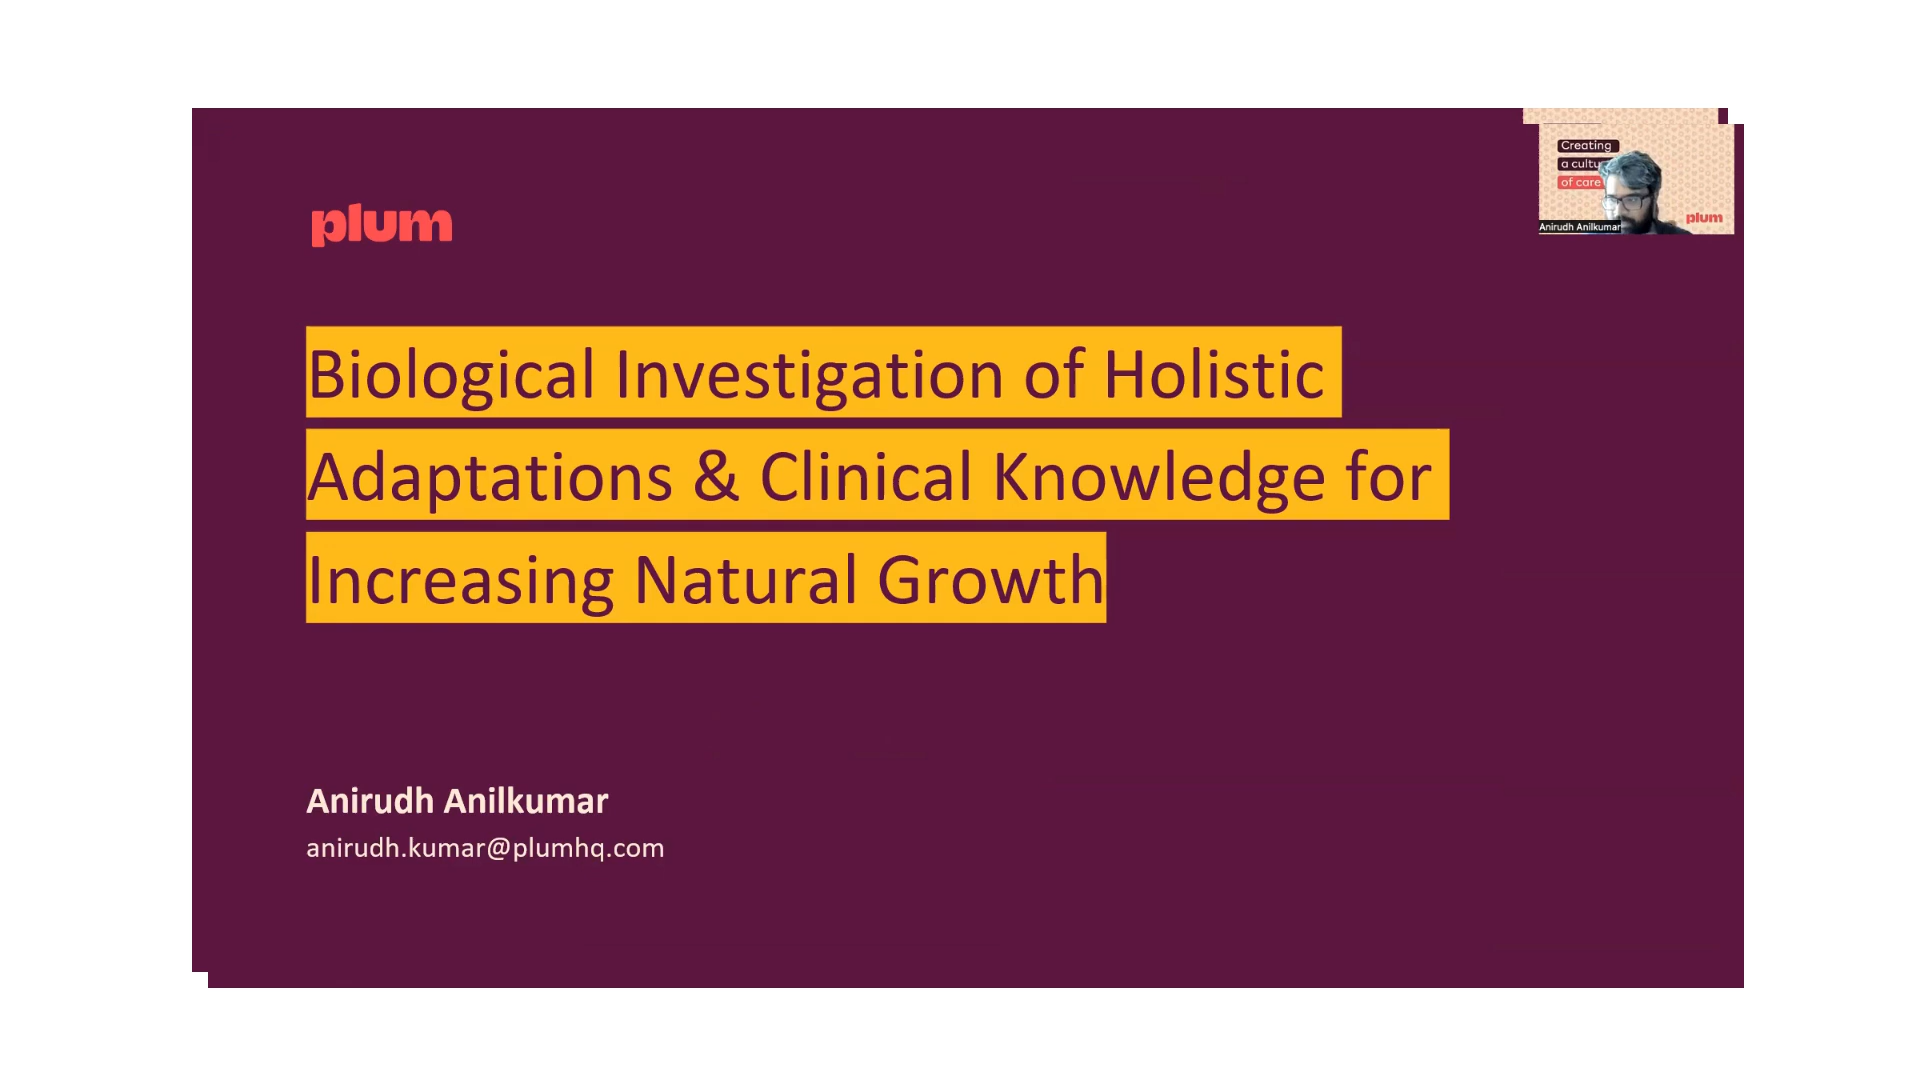 plum
Creating
a cultu
of care
plum
Anirudh Anilkumar
Biological Investigation of Holistic
Adaptations & Clinical Knowledge for
Increasing Natural Growth
Anirudh Anilkumar
anirudh.kumar@plumhq.com